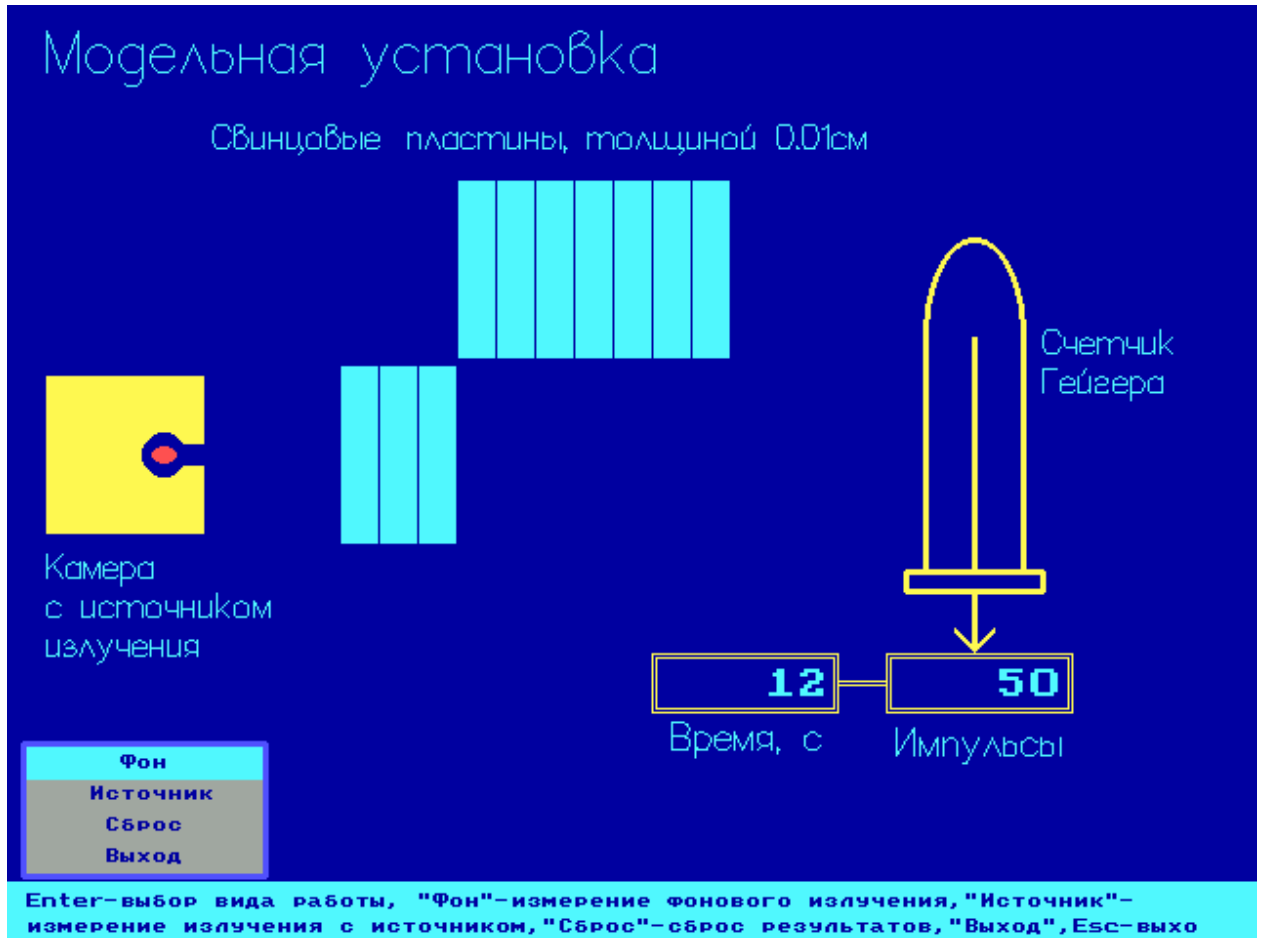 Модельная установка
Свинцовые пластины, толщиной 0.01см
Счетчик
Гейгера
Камера
с источником
излучения
12
50
Время, с
Импульсы
Фон
Источник
Сброс
Выход
Enter-выбор вида работы, "Фон"-измерение фонового излучения,"Источник"-
измерение излучения с источником,"Сброс"-сброс результатов,"Выход",Esc-выхо